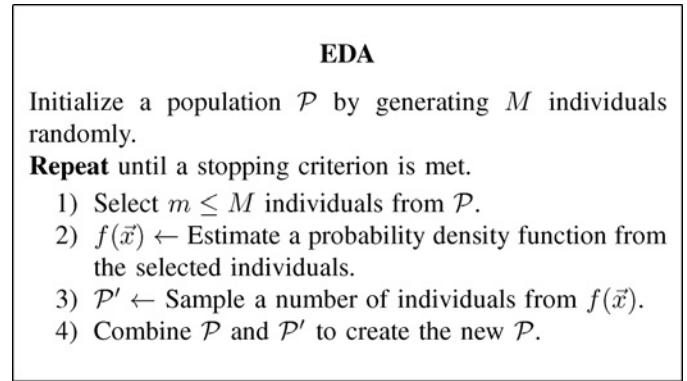 EDA
Initialize a population 𝒫 by generating M individuals
randomly.
Repeat until a stopping criterion is met.
1) Select m ≤ M individuals from 𝒫.
2) f(x⃗) ← Estimate a probability density function from
the selected individuals.
3) 𝒫′ ← Sample a number of individuals from f(x⃗).
4) Combine 𝒫 and 𝒫′ to create the new 𝒫.